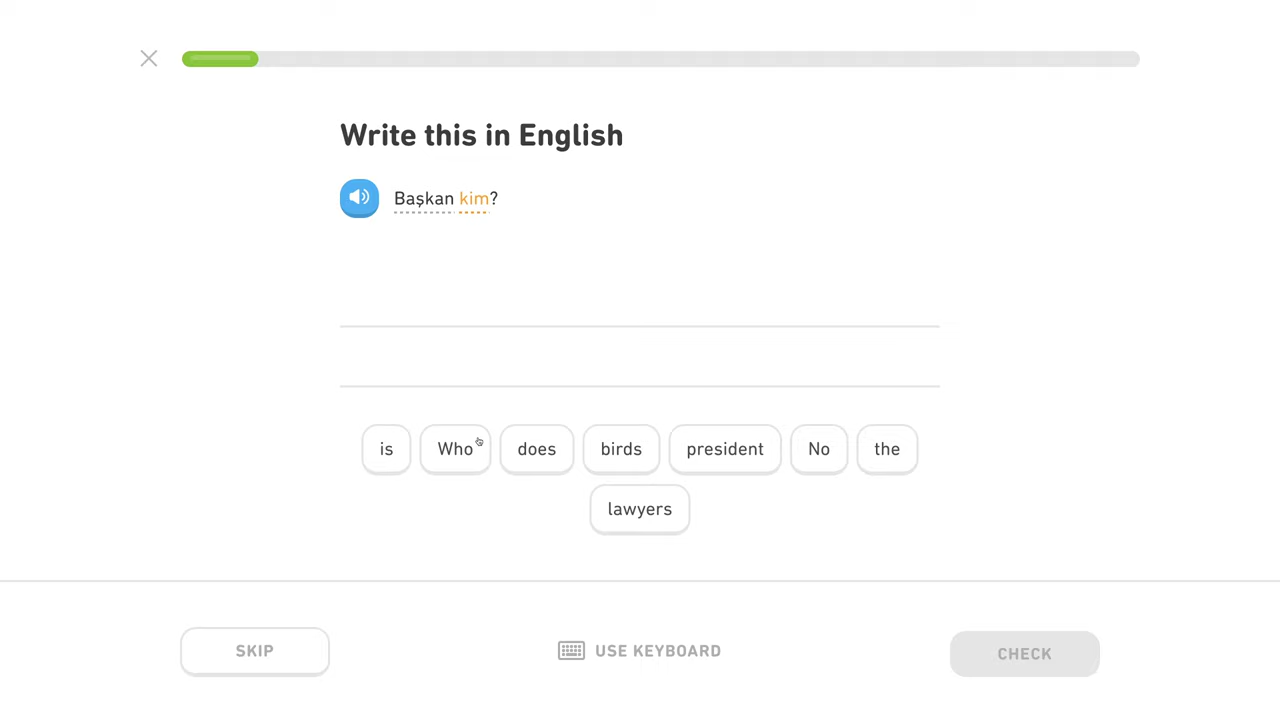 Write this in English
Başkan kim?
is Who does birds president No the
lawyers
SKIP USE KEYBOARD CHECK